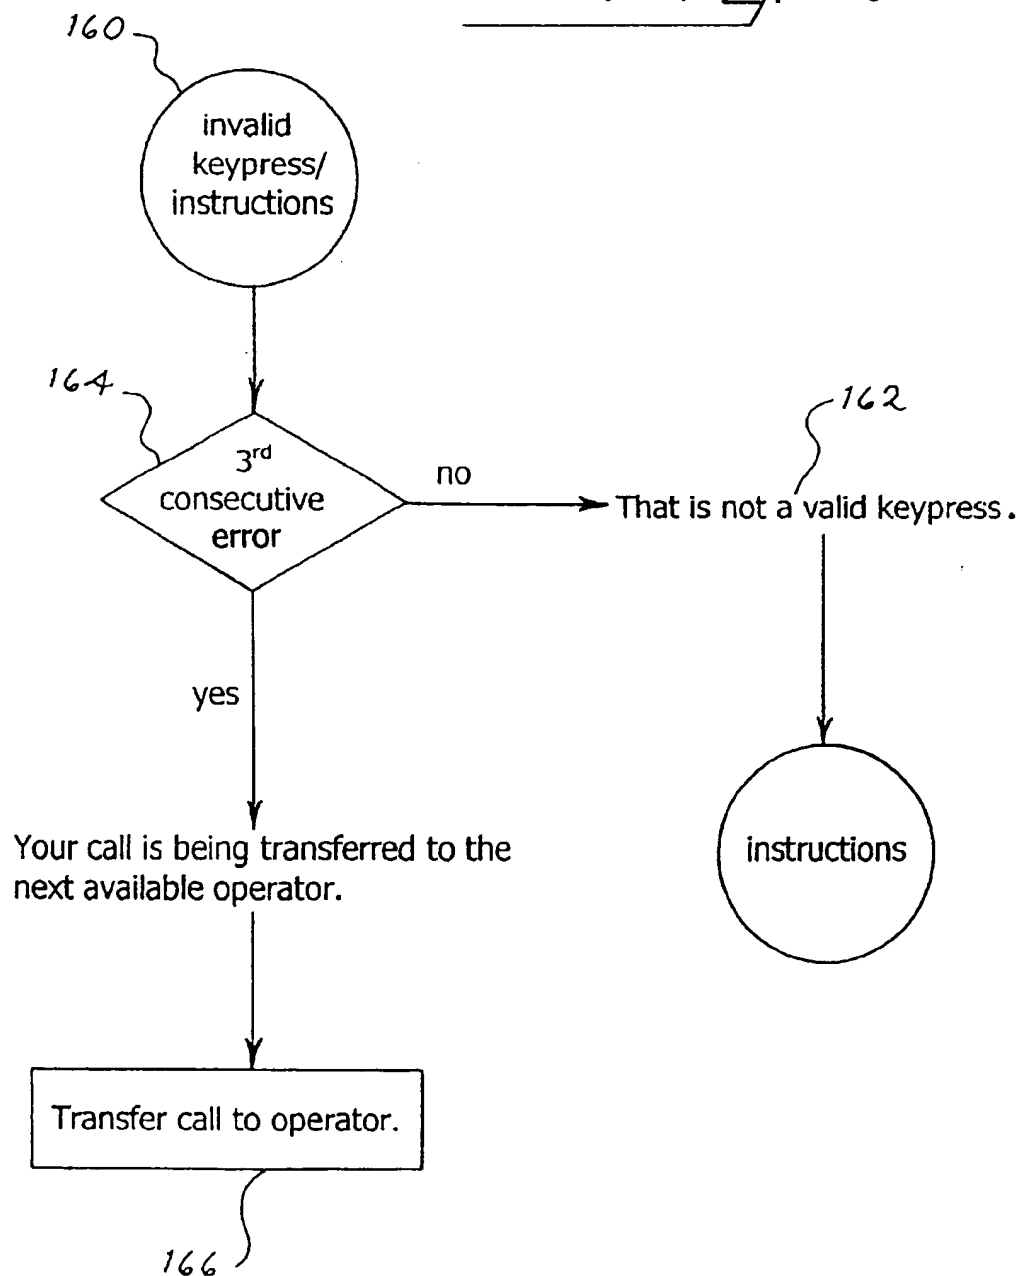 160
invalid
keypress/
instructions
164
3rd
consecutive
error
no
162
That is not a valid keypress.
yes
Your call is being transferred to the
next available operator.
instructions
Transfer call to operator.
166